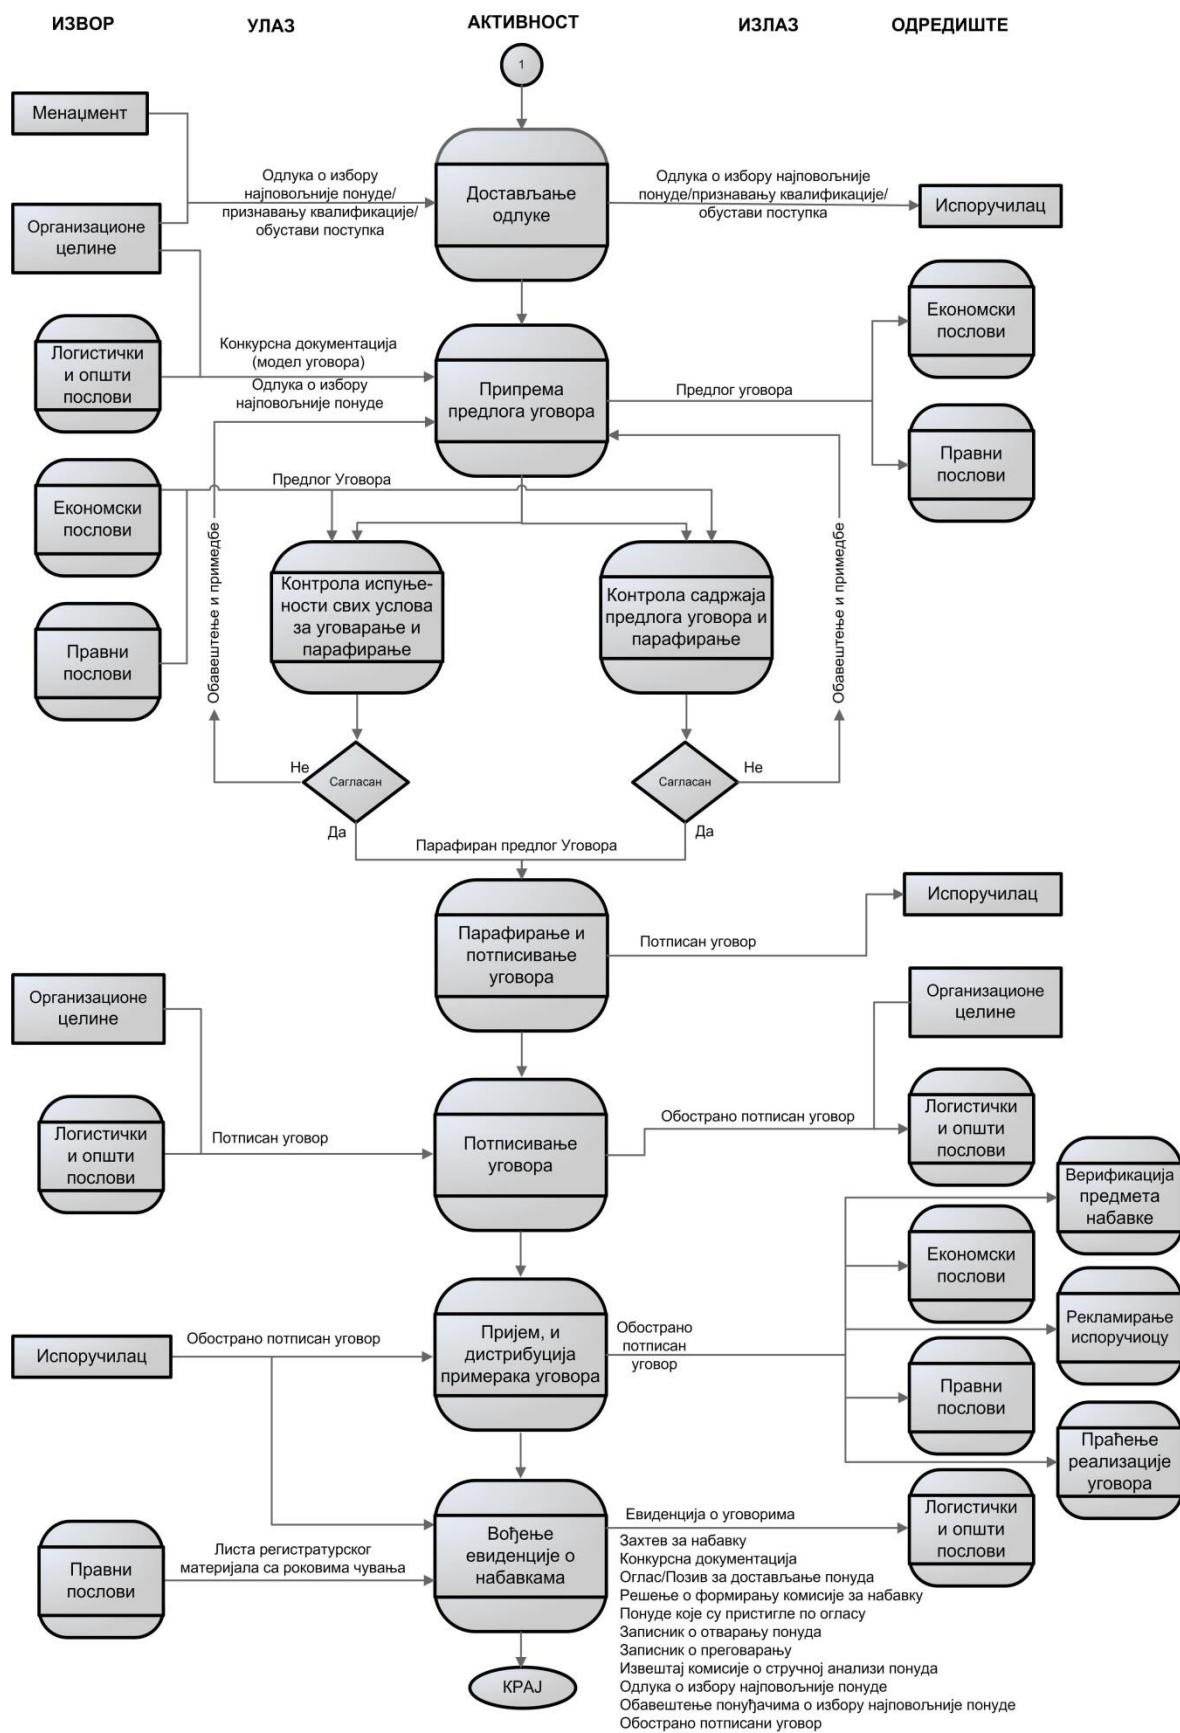 ИЗВОР
УЛАЗ
АКТИВНОСТ
ИЗЛАЗ
ОДРЕДИШТЕ
1
Менаџмент
Организационе
целине
Одлука о избору
најповољније понуде/
признавању квалификације/
обустави поступка
Достављање
одлуке
Одлука о избору најповољније
понуде/признавању квалификације/
обустави поступка
Испоручилац
Логистички
и општи
послови
Конкурсна документација
(модел уговора)
Одлука о избору
најповољније понуде
Припрема
предлога уговора
Предлог уговора
Економски
послови
Правни
послови
Економски
послови
Правни
послови
Предлог Уговора
Обавештење и примедбе
Контрола испуње-
ности свих услова
за уговарање и
парафирање
Контрола садржаја
предлога уговора и
парафирање
Обавештење и примедбе
Не
Сагласан
Да
Сагласан
Не
Да
Парафиран предлог Уговора
Парафирање и
потписивање
уговора
Потписан уговор
Испоручилац
Организационе
целине
Логистички
и општи
послови
Потписан уговор
Потписивање
уговора
Обострано потписан уговор
Организационе
целине
Логистички
и општи
послови
Испоручилац
Обострано потписан уговор
Пријем, и
дистрибуција
примерака уговора
Обострано
потписан
уговор
Верификација
предмета
набавке
Економски
послови
Рекламирање
испоручиоцу
Правни
послови
Праћење
реализације
уговора
Правни
послови
Листа регистратурског
материјала са роковима чувања
Вођење
евиденције о
набавкама
Евиденција о уговорима
Логистички
и општи
послови
Захтев за набавку
Конкурсна документација
Оглас/Позив за достављање понуда
Решење о формирању комисије за набавку
Понуде које су пристигле по огласу
Записник о отварању понуда
Записник о преговарању
Извештај комисије о стручној анализи понуда
Одлука о избору најповољније понуде
Обавештење понуђачима о избору најповољније понуде
Обострано потписани уговор
КРАЈ